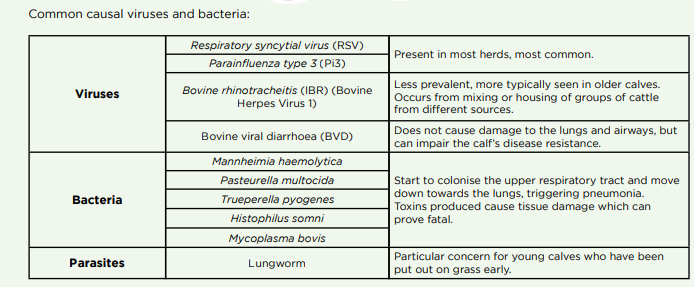 Common causal viruses and bacteria:
Viruses
Respiratory syncytial virus (RSV)
Parainfluenza type 3 (Pi3)
Present in most herds, most common.
Bovine rhinotracheitis (IBR) (Bovine
Herpes Virus 1)
Less prevalent, more typically seen in older calves.
Occurs from mixing or housing of groups of cattle
from different sources.
Bovine viral diarrhoea (BVD)
Does not cause damage to the lungs and airways, but
can impair the calf's disease resistance.
Bacteria
Mannheimia haemolytica
Pasteurella multocida
Trueperella pyogenes
Histophilus somni
Mycoplasma bovis
Start to colonise the upper respiratory tract and move
down towards the lungs, triggering pneumonia.
Toxins produced cause tissue damage which can
prove fatal.
Parasites
Lungworm
Particular concern for young calves who have been
put out on grass early.